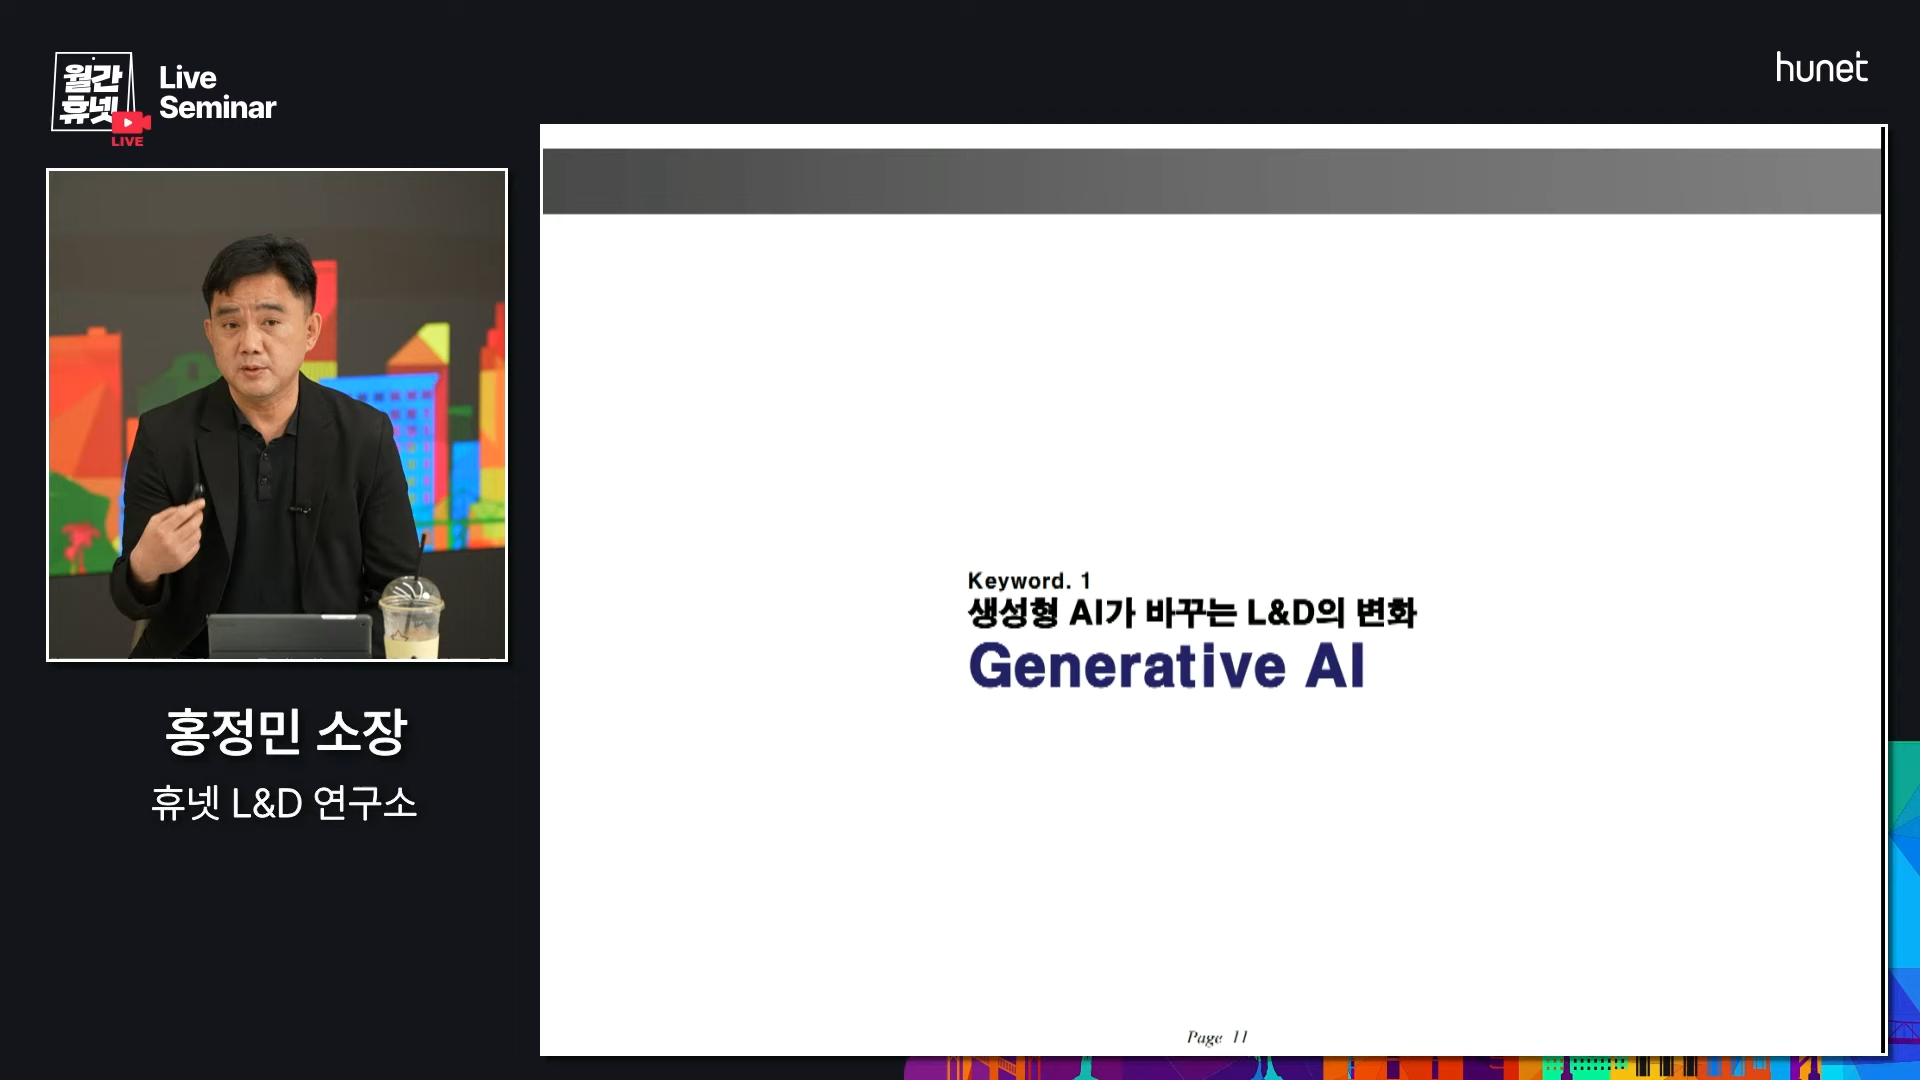 월간
휴넷
LIVE
Live
Seminar
hunet
Keyword. 1
생성형 AI가 바꾸는 L&D의 변화
Generative AI
홍정민 소장
휴넷 L&D 연구소
Page 11